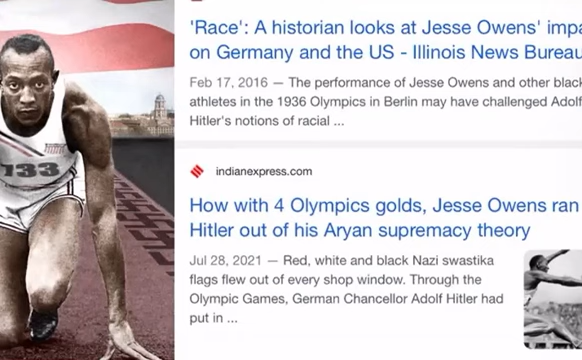 133
'Race': A historian looks at Jesse Owens'
on Germany and the US - Illinois News Bureau
Feb 17, 2016 — The performance of Jesse Owens and other black
athletes in the 1936 Olympics in Berlin may have challenged Adolf
Hitler's notions of racial ...
indianexpress.com
How with 4 Olympics golds, Jesse Owens ran
Hitler out of his Aryan supremacy theory
Jul 28, 2021 — Red, white and black Nazi swastika
flags flew out of every shop window. Through the
Olympic Games, German Chancellor Adolf Hitler had
put in ...